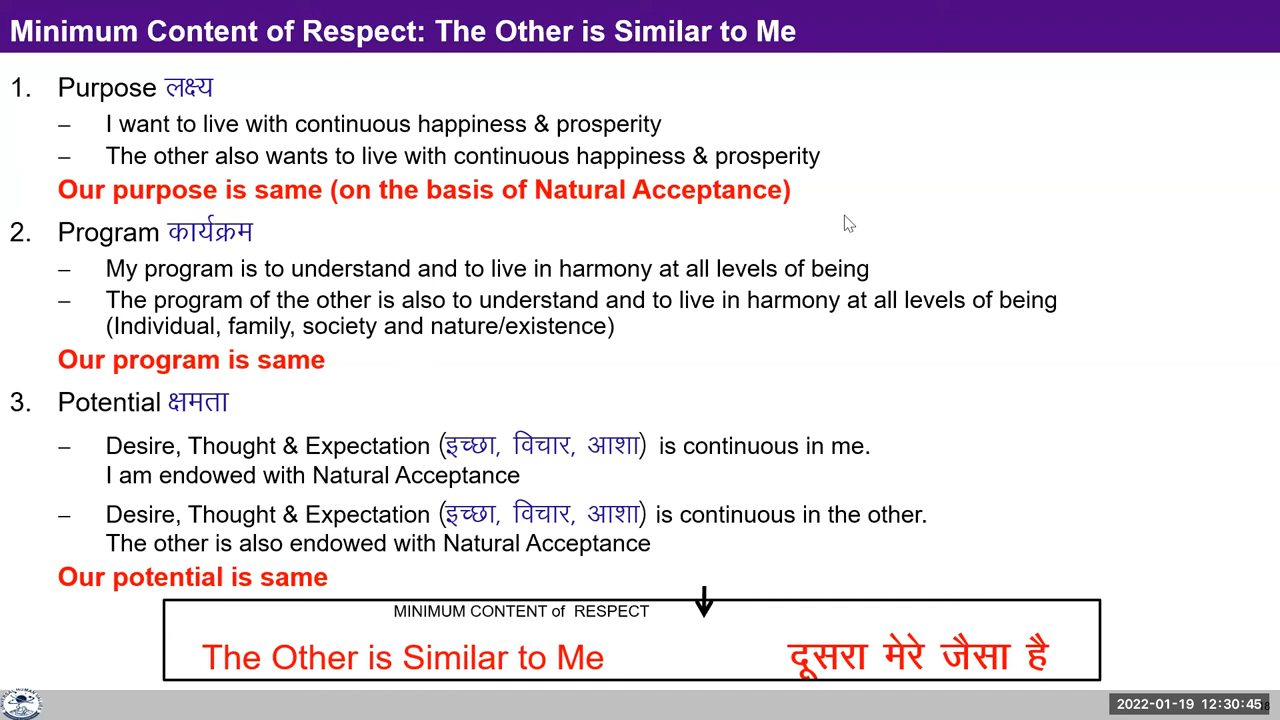 Minimum Content of Respect: The Other is Similar to Me
1. Purpose लक्ष्य
– I want to live with continuous happiness & prosperity
– The other also wants to live with continuous happiness & prosperity
Our purpose is same (on the basis of Natural Acceptance)
2. Program कार्यक्रम
– My program is to understand and to live in harmony at all levels of being
– The program of the other is also to understand and to live in harmony at all levels of being
(Individual, family, society and nature/existence)
Our program is same
3. Potential क्षमता
– Desire, Thought & Expectation (इच्छा, विचार, आशा) is continuous in me.
I am endowed with Natural Acceptance
– Desire, Thought & Expectation (इच्छा, विचार, आशा) is continuous in the other.
The other is also endowed with Natural Acceptance
Our potential is same
MINIMUM CONTENT of RESPECT
The Other is Similar to Me दूसरा मेरे जैसा है
2022-01-19 12:30:45